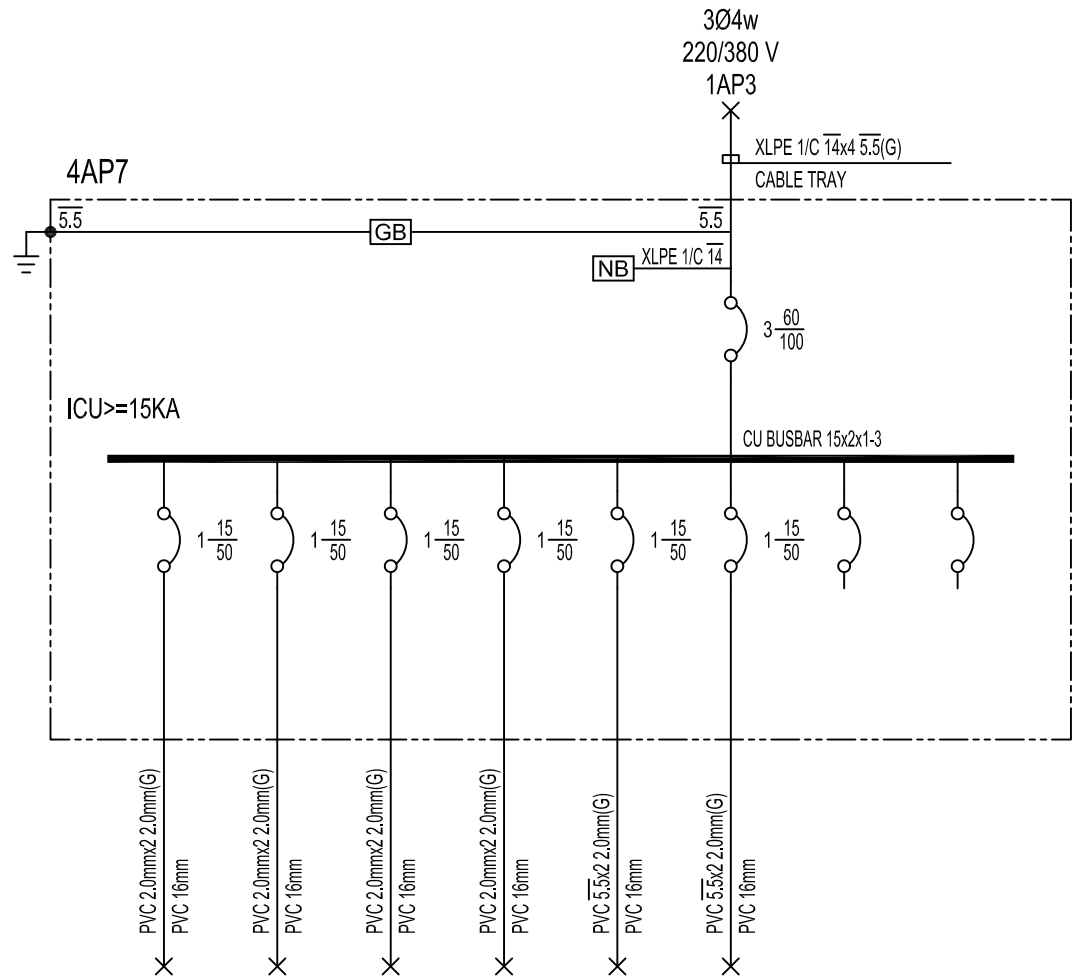 3Ø4w
220/380 V
1AP3
XLPE 1/C 14x4 5.5(G)
CABLE TRAY
4AP7
5.5
GB
5.5
NB
XLPE 1/C 14
3 60/100
ICU>=15KA
CU BUSBAR 15x2x1-3
1 15/50
1 15/50
1 15/50
1 15/50
1 15/50
1 15/50
PVC 2.0mmx2 2.0mm(G)
PVC 16mm
PVC 2.0mmx2 2.0mm(G)
PVC 16mm
PVC 2.0mmx2 2.0mm(G)
PVC 16mm
PVC 2.0mmx2 2.0mm(G)
PVC 16mm
PVC 5.5x2 2.0mm(G)
PVC 16mm
PVC 5.5x2 2.0mm(G)
PVC 16mm